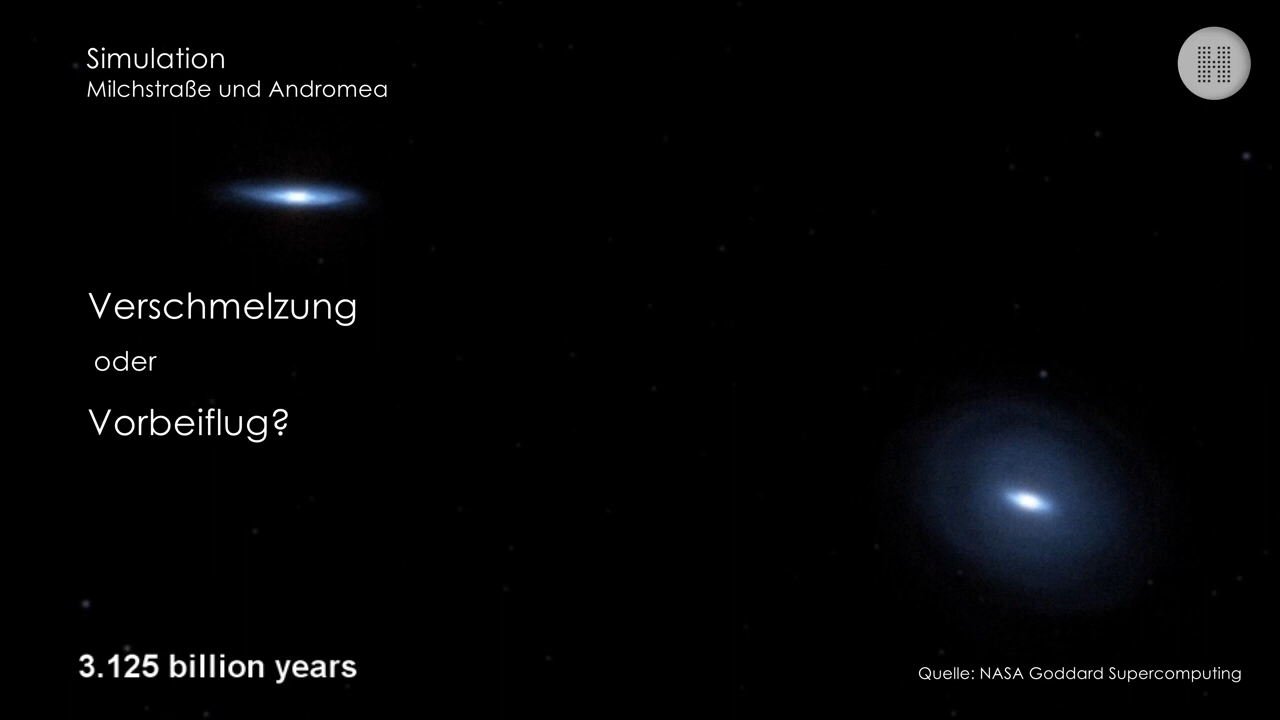 Simulation
Milchstraße und Andromea
H
Verschmelzung
oder
Vorbeiflug?
3.125 billion years
Quelle: NASA Goddard Supercomputing